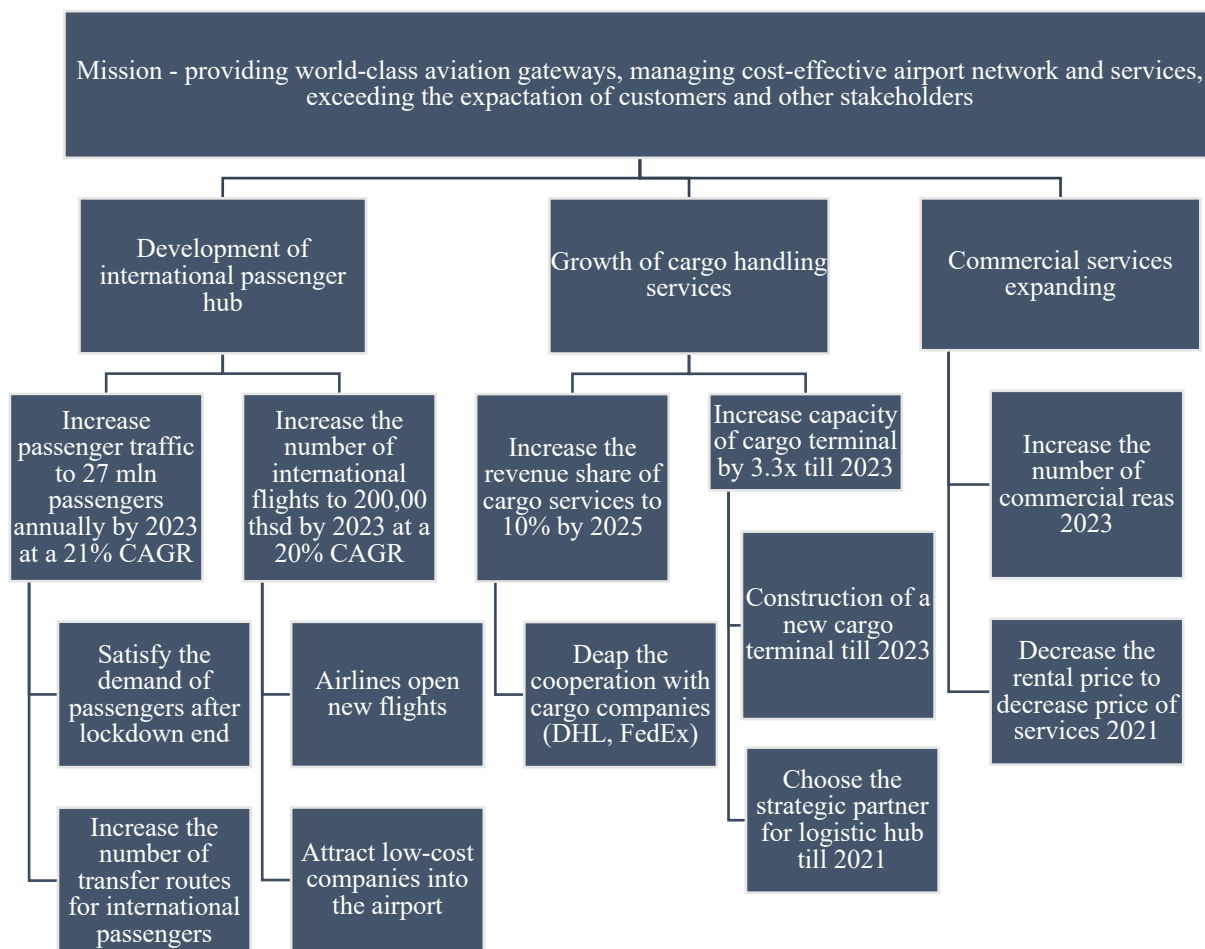 Mission - providing world-class aviation gateways, managing cost-effective airport network and services,
exceeding the expactation of customers and other stakeholders
Development of
international passenger
hub
Growth of cargo handling
services
Commercial services
expanding
Increase
passenger traffic
to 27 mln
passengers
annually by 2023
at a 21% CAGR
Increase the
number of
international
flights to 200,00
thsd by 2023 at a
20% CAGR
Increase the
revenue share of
cargo services to
10% by 2025
Increase capacity
of cargo terminal
by 3.3x till 2023
Increase the
number of
commercial reas
2023
Satisfy the
demand of
passengers after
lockdown end
Airlines open
new flights
Deap the
cooperation with
cargo companies
(DHL, FedEx)
Construction of a
new cargo
terminal till 2023
Decrease the
rental price to
decrease price of
services 2021
Increase the
number of
transfer routes
for international
passengers
Attract low-cost
companies into
the airport
Choose the
strategic partner
for logistic hub
till 2021